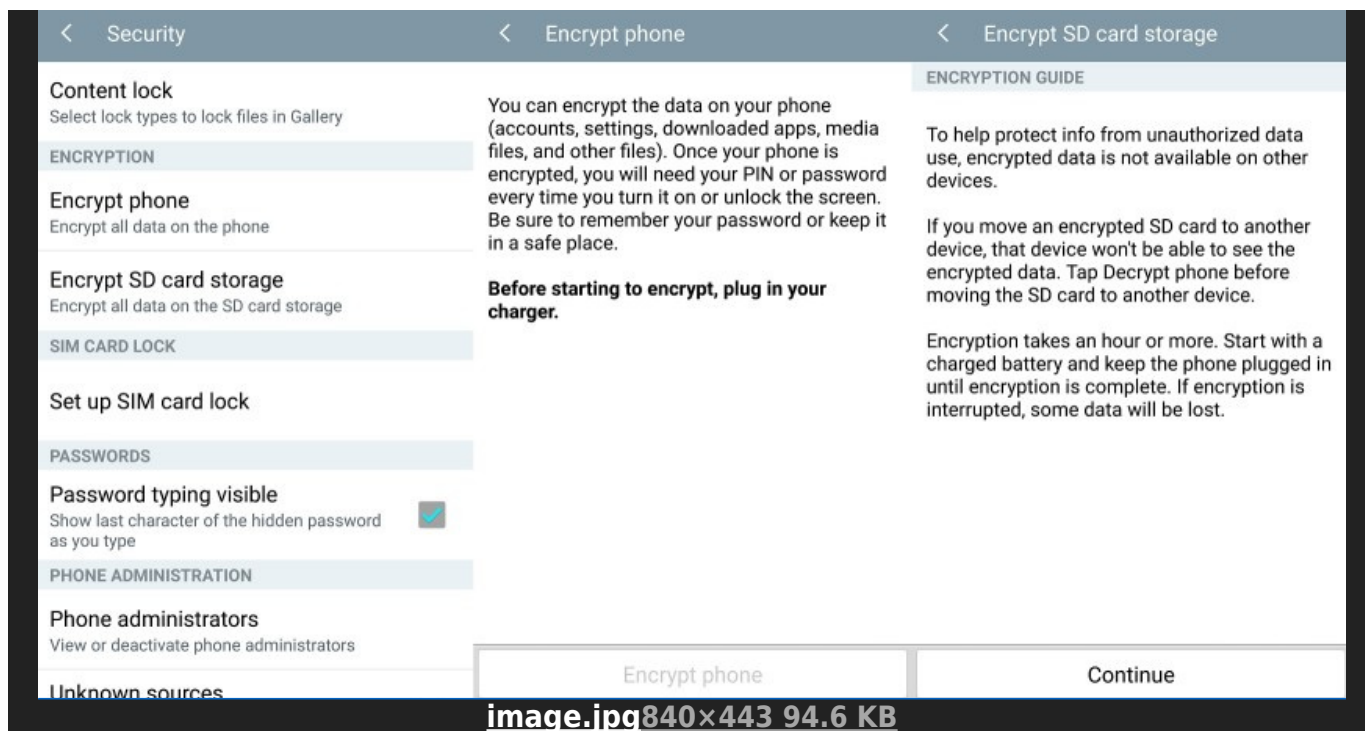 Security
Content lock
Select lock types to lock files in Gallery
ENCRYPTION
Encrypt phone
Encrypt all data on the phone
Encrypt SD card storage
Encrypt all data on the SD card storage
SIM CARD LOCK
Set up SIM card lock
PASSWORDS
Password typing visible
Show last character of the hidden password
as you type
PHONE ADMINISTRATION
Phone administrators
View or deactivate phone administrators
Unknown sources
Encrypt phone
You can encrypt the data on your phone
(accounts, settings, downloaded apps, media
files, and other files). Once your phone is
encrypted, you will need your PIN or password
every time you turn it on or unlock the screen.
Be sure to remember your password or keep it
in a safe place.
Before starting to encrypt, plug in your
charger.
Encrypt phone
Encrypt SD card storage
ENCRYPTION GUIDE
To help protect info from unauthorized data
use, encrypted data is not available on other
devices.
If you move an encrypted SD card to another
device, that device won't be able to see the
encrypted data. Tap Decrypt phone before
moving the SD card to another device.
Encryption takes an hour or more. Start with a
charged battery and keep the phone plugged in
until encryption is complete. If encryption is
interrupted, some data will be lost.
Continue
image.jpg840×443 94.6 KB